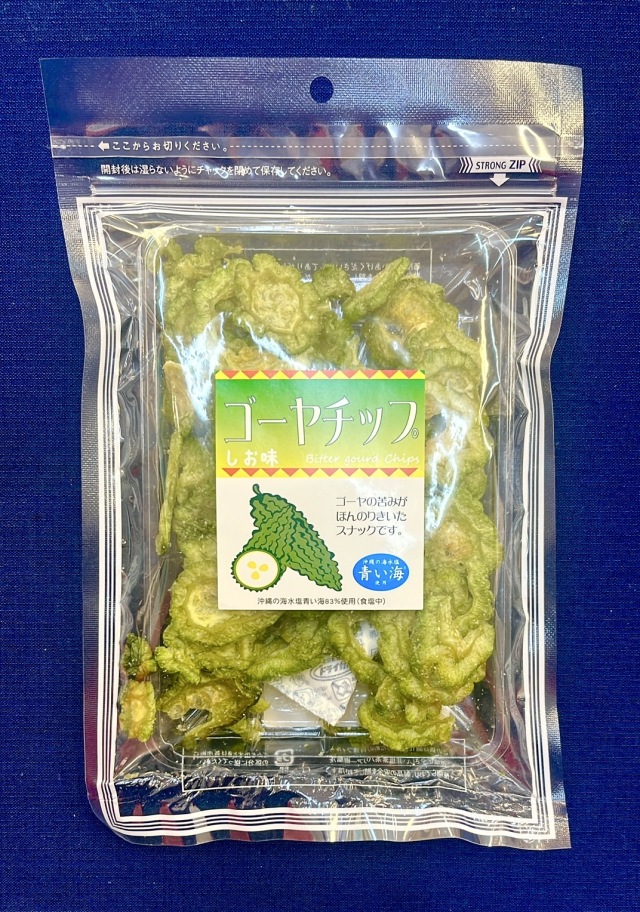 ここからお切りください。
開封後は湿らないようにチャックを閉めて保存してください。
STRONG ZIP
ゴーヤチップ®
しお味
Bitter gourd Chips
ゴーヤの苦みが
ほんのりきいた
スナックです。
沖縄の海水塩
青い海
使用
沖縄の海水塩青い海83%使用(食塩中)